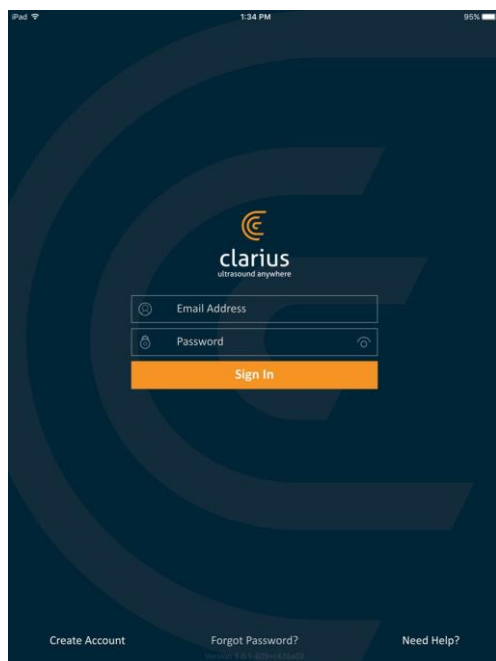 iPad 1:34 PM 95%
clarius
ultrasound anywhere
Email Address
Password
Sign In
Create Account Forgot Password? Need Help?